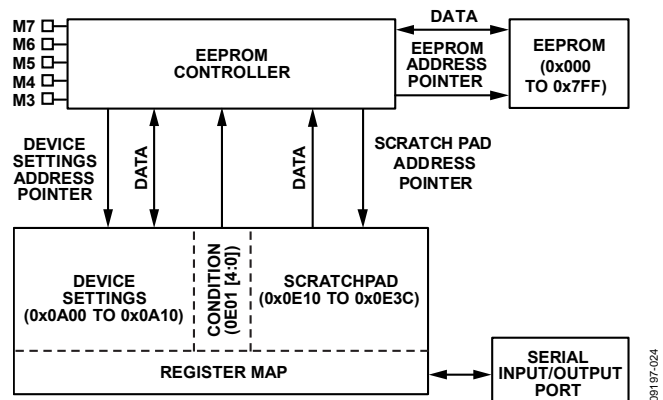 M7
M6
M5
M4
M3
EEPROM
CONTROLLER
DATA
EEPROM
ADDRESS
POINTER
EEPROM
(0x000
TO 0x7FF)
DEVICE
SETTINGS
ADDRESS
POINTER
DATA
DATA
SCRATCH PAD
ADDRESS
POINTER
DEVICE
SETTINGS
(0x0A00 TO 0x0A10)
CONDITION
(0E01 [4:0])
SCRATCHPAD
(0x0E10 TO 0x0E3C)
REGISTER MAP
SERIAL
INPUT/OUTPUT
PORT
09197-024